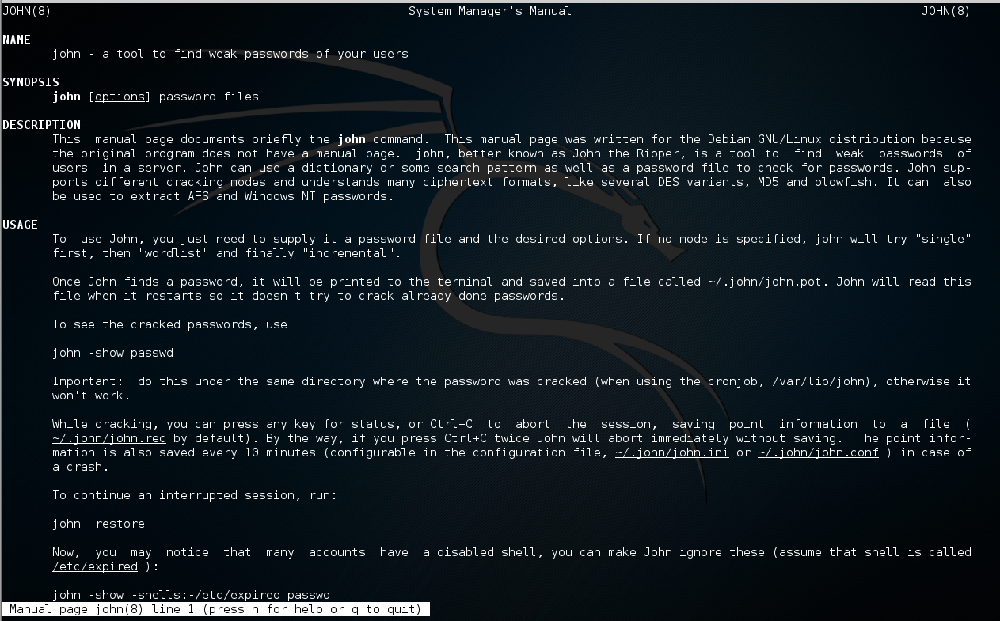 JOHN(8) System Manager's Manual JOHN(8)
NAME
john - a tool to find weak passwords of your users
SYNOPSIS
john [options] password-files
DESCRIPTION
This manual page documents briefly the john command. This manual page was written for the Debian GNU/Linux distribution because
the original program does not have a manual page. john, better known as John the Ripper, is a tool to find weak passwords of
users in a server. John can use a dictionary or some search pattern as well as a password file to check for passwords. John sup-
ports different cracking modes and understands many ciphertext formats, like several DES variants, MD5 and blowfish. It can also
be used to extract AFS and Windows NT passwords.
USAGE
To use John, you just need to supply it a password file and the desired options. If no mode is specified, john will try "single"
first, then "wordlist" and finally "incremental".
Once John finds a password, it will be printed to the terminal and saved into a file called ~/.john/john.pot. John will read this
file when it restarts so it doesn't try to crack already done passwords.
To see the cracked passwords, use
john -show passwd
Important: do this under the same directory where the password was cracked (when using the cronjob, /var/lib/john), otherwise it
won't work.
While cracking, you can press any key for status, or Ctrl+C to abort the session, saving point information to a file (
~/.john/john.rec by default). By the way, if you press Ctrl+C twice John will abort immediately without saving. The point infor-
mation is also saved every 10 minutes (configurable in the configuration file, ~/.john/john.ini or ~/.john/john.conf ) in case of
a crash.
To continue an interrupted session, run:
john -restore
Now, you may notice that many accounts have a disabled shell, you can make John ignore these (assume that shell is called
/etc/expired ):
john -show -shells:-/etc/expired passwd
Manual page john(8) line 1 (press h for help or q to quit)